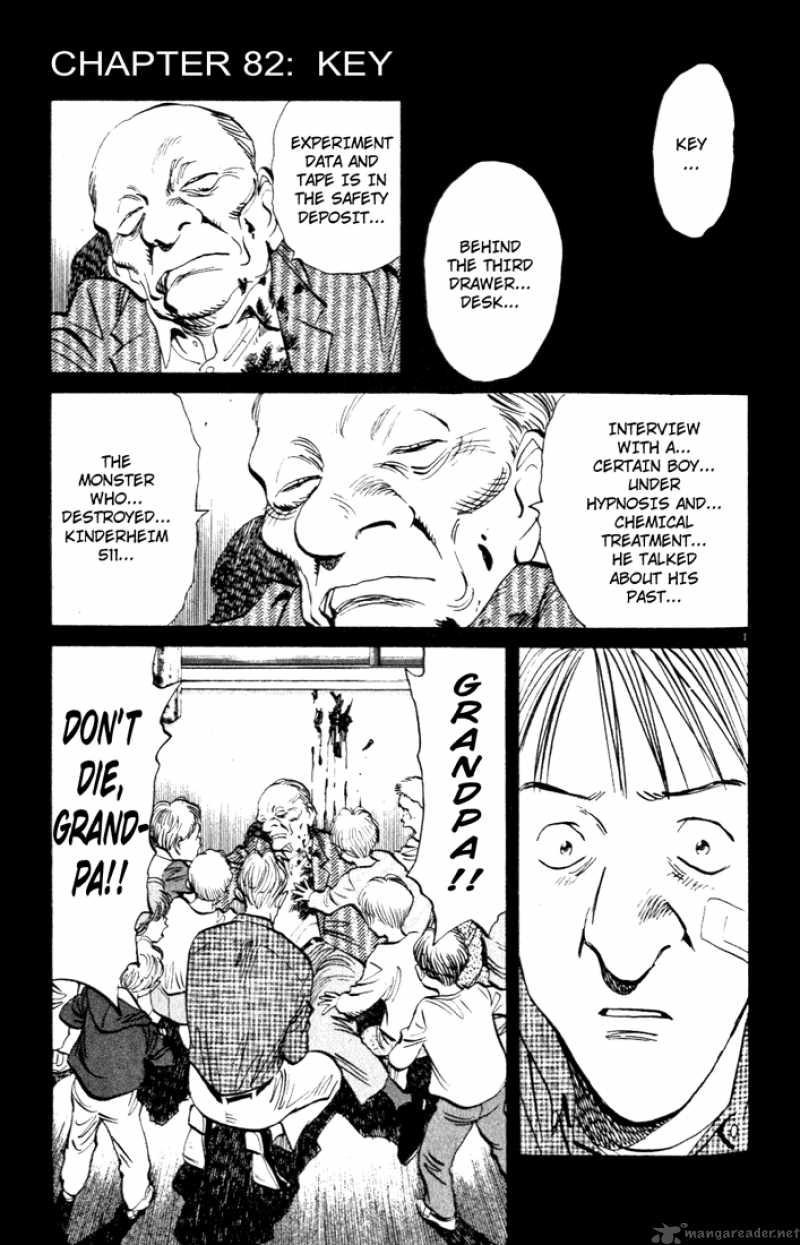 CHAPTER 82: KEY
KEY
...
BEHIND
THE THIRD
DRAWER...
DESK...
EXPERIMENT
DATA AND
TAPE IS IN
THE SAFETY
DEPOSIT...
INTERVIEW
WITH A...
CERTAIN BOY...
UNDER
HYPNOSIS AND...
CHEMICAL
TREATMENT...
HE TALKED
ABOUT HIS
PAST...
THE
MONSTER
WHO...
DESTROYED...
KINDERHEIM
511...
1
GRANDPA!!
DON'T
DIE,
GRAND-
PA!!
mangareader.net